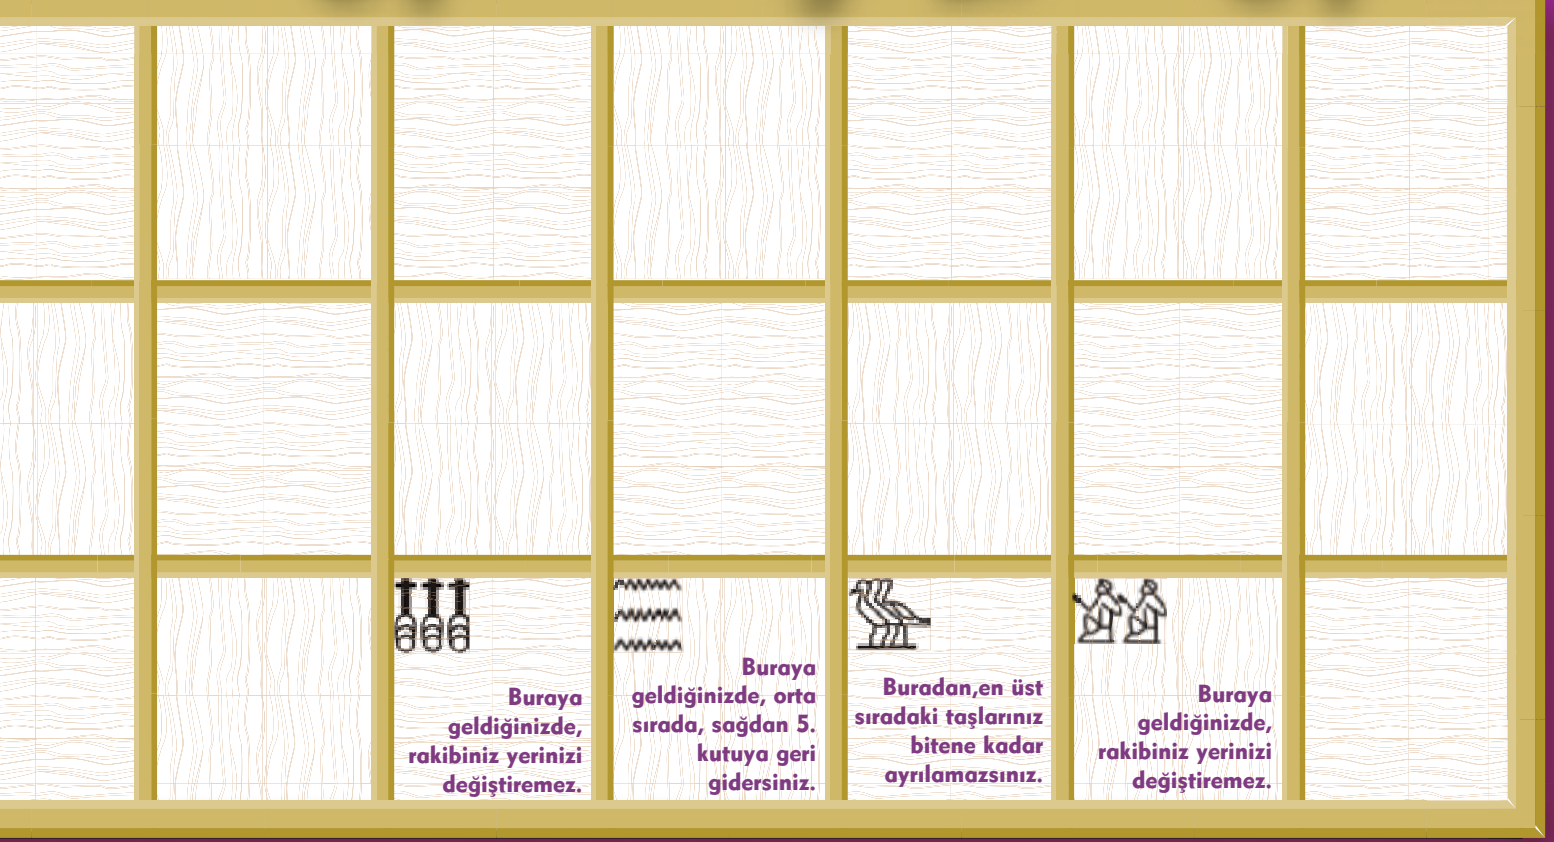 Buraya
geldiğinizde,
rakibiniz yerinizi
değiştiremez.
Buraya
geldiğinizde, orta
sırada, sağdan 5.
kutuya geri
gidersiniz.
Buradan,en üst
sıradaki taşlarınız
bitene kadar
ayrılamazsınız.
Buraya
geldiğinizde,
rakibiniz yerinizi
değiştiremez.